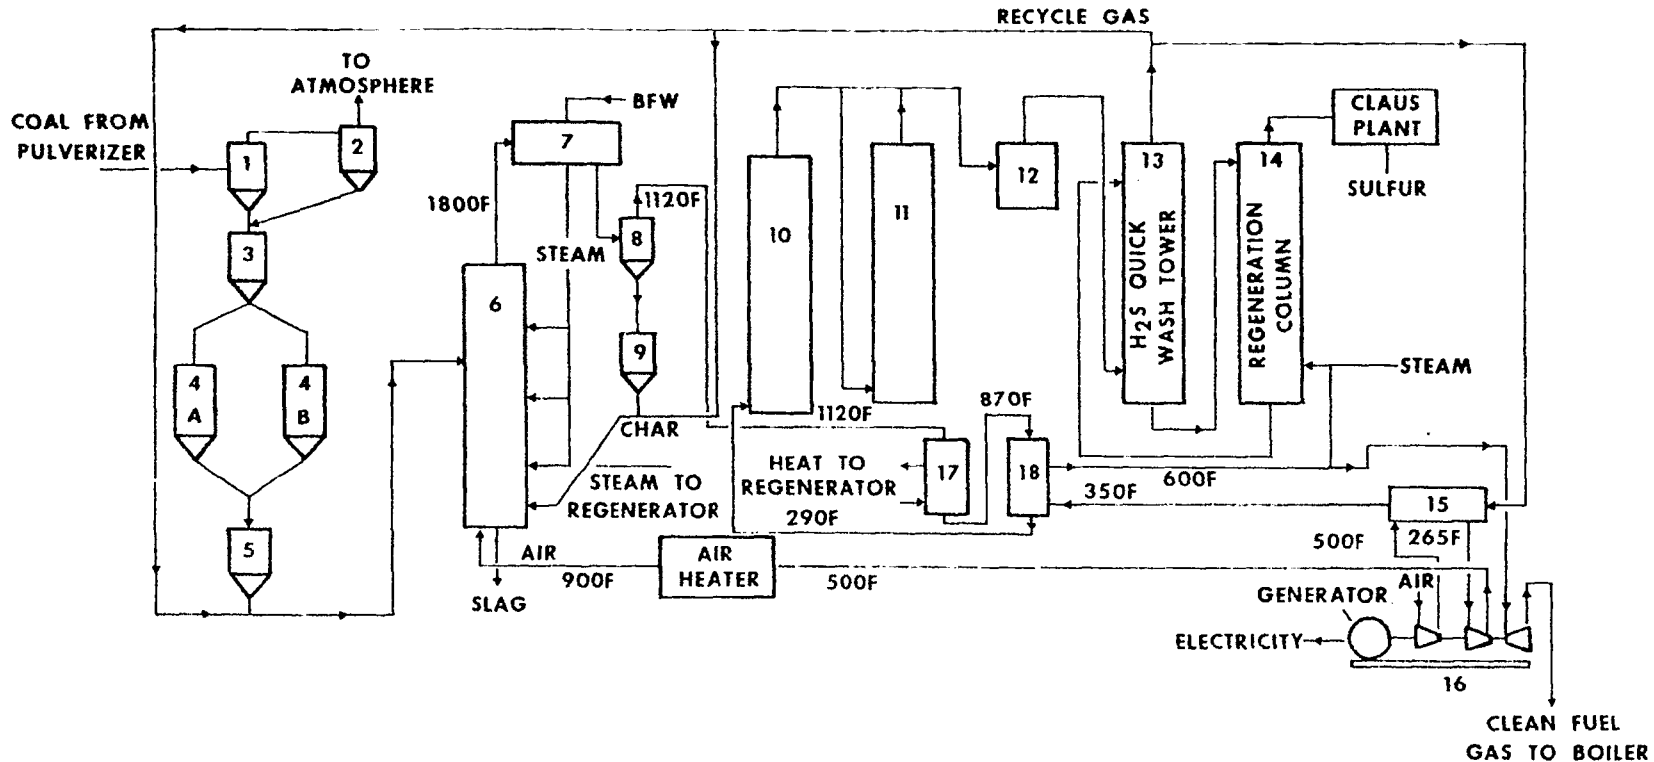 RECYCLE GAS
TO
ATMOSPHERE
COAL FROM
PULVERIZER
1
2
3
4
A
4
B
5
BFW
7
1800F
STEAM
6
1120F
8
9
CHAR
STEAM TO
REGENERATOR
AIR
900F
SLAG
AIR
HEATER
500F
10
11
12
1120F
870F
HEAT TO
REGENERATOR
290F
17
18
600F
350F
13
H2S QUICK
WASH TOWER
14
REGENERATION
COLUMN
CLAUS
PLANT
SULFUR
STEAM
15
500F
265F
AIR
GENERATOR
ELECTRICITY
16
CLEAN FUEL
GAS TO BOILER